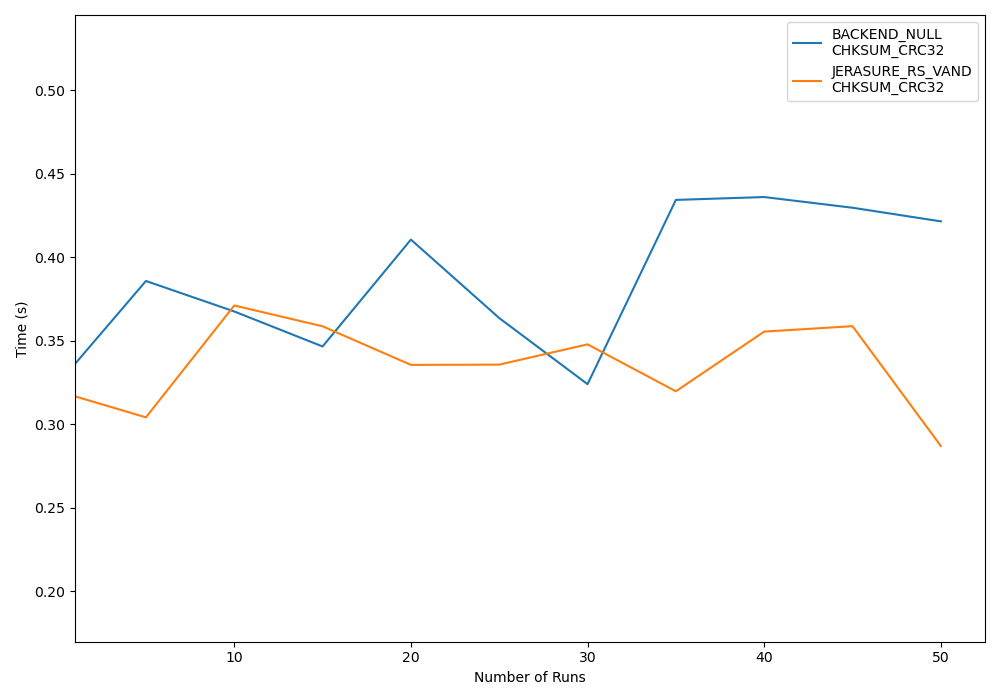 BACKEND_NULL
CHKSUM_CRC32
JERASURE_RS_VAND
CHKSUM_CRC32
0.50
0.45
0.40
0.35
0.30
0.25
0.20
Time (s)
10 20 30 40 50
Number of Runs